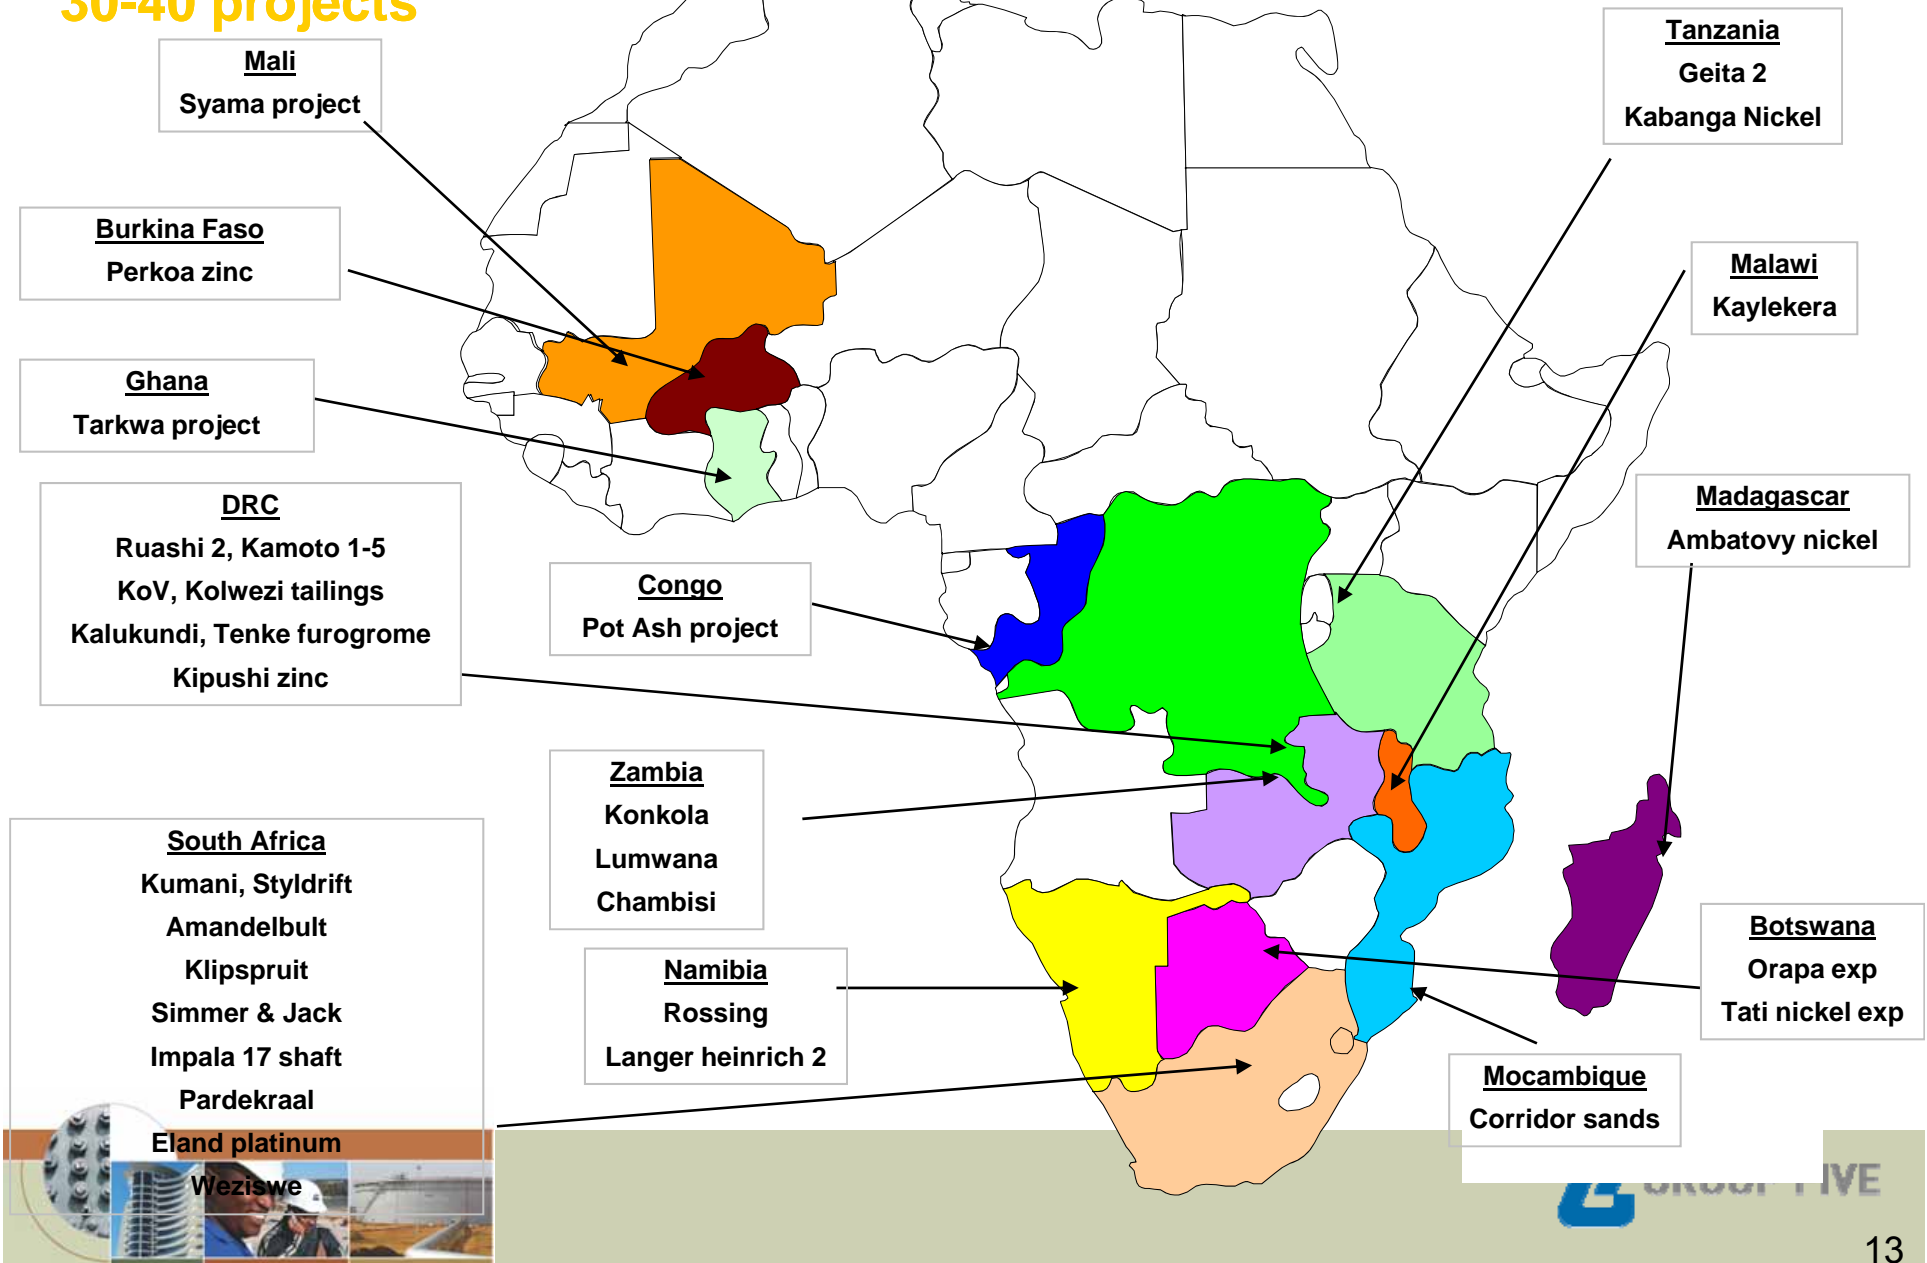 30-40 projects
Mali
Syama project
Burkina Faso
Perkoa zinc
Ghana
Tarkwa project
DRC
Ruashi 2, Kamoto 1-5
KoV, Kolwezi tailings
Kalukundi, Tenke furogrome
Kipushi zinc
South Africa
Kumani, Styldrift
Amandelbult
Klipspruit
Simmer & Jack
Impala 17 shaft
Pardekraal
Eland platinum
Weziswe
Congo
Pot Ash project
Zambia
Konkola
Lumwana
Chambisi
Namibia
Rossing
Langer heinrich 2
Tanzania
Geita 2
Kabanga Nickel
Malawi
Kaylekera
Madagascar
Ambatovy nickel
Botswana
Orapa exp
Tati nickel exp
Mocambique
Corridor sands
GROUP FIVE
13